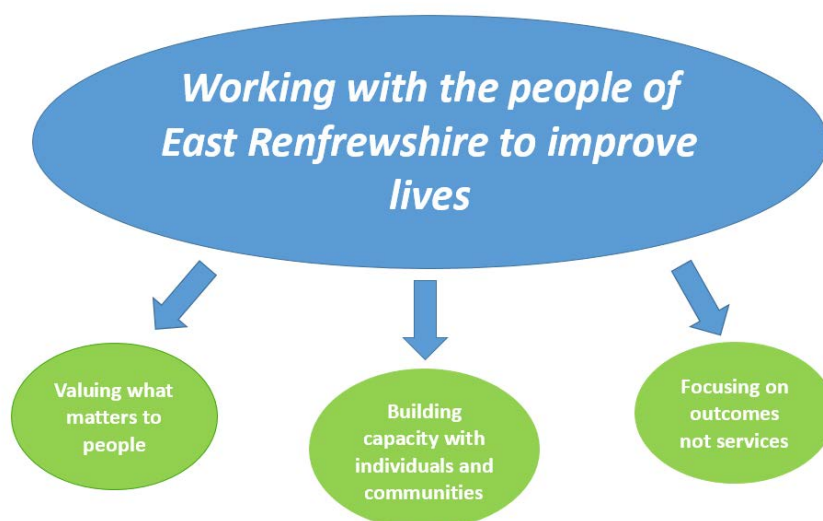 Working with the people of
East Renfrewshire to improve
lives
Valuing what
matters to
people
Building
capacity with
individuals and
communities
Focusing on
outcomes
not services